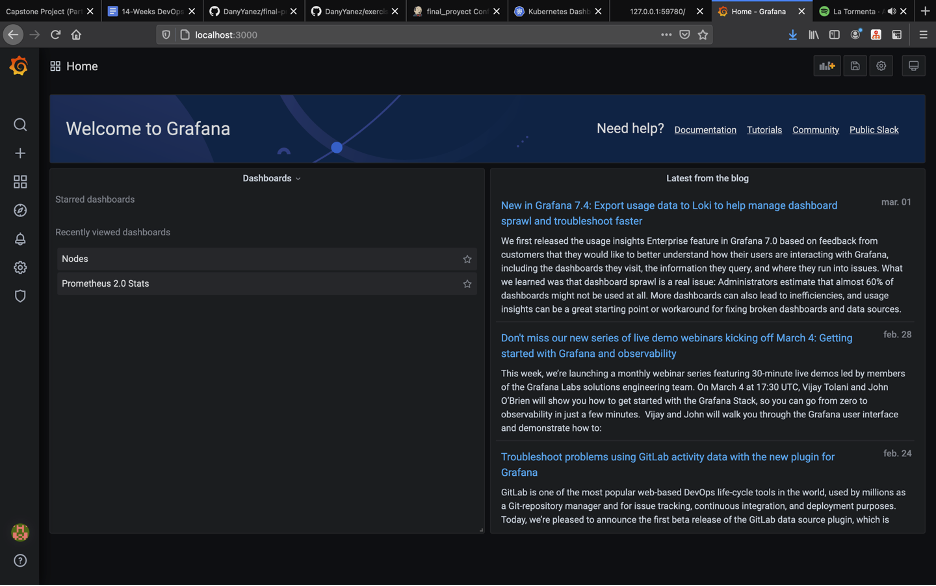 Capstone Project (Part
14-Weeks DevOps
DanyYanez/final-p
DanyYanez/exerci
final_proyect Conf
Kubernetes Dashb
127.0.0.1:59780/
Home - Grafana
La Tormenta - A
localhost:3000
Home
Welcome to Grafana
Need help?
Documentation
Tutorials
Community
Public Slack
Dashboards
Starred dashboards
Recently viewed dashboards
Nodes
Prometheus 2.0 Stats
Latest from the blog
New in Grafana 7.4: Export usage data to Loki to help manage dashboard
sprawl and troubleshoot faster
mar. 01
We first released the usage insights Enterprise feature in Grafana 7.0 based on feedback from
customers that they would like to better understand how their users are interacting with Grafana,
including the dashboards they visit, the information they query, and where they run into issues. What
we learned was that dashboard sprawl is a real issue: Administrators estimate that almost 60% of
dashboards might not be used at all. More dashboards can also lead to inefficiencies, and usage
insights can be a great starting point or workaround for fixing broken dashboards and data sources.
Don't miss our new series of live demo webinars kicking off March 4: Getting
started with Grafana and observability
feb. 28
This week, we're launching a monthly webinar series featuring 30-minute live demos led by members
of the Grafana Labs solutions engineering team. On March 4 at 17:30 UTC, Vijay Tolani and John
O'Brien will show you how to get started with the Grafana Stack, so you can go from zero to
observability in just a few minutes. Vijay and John will walk you through the Grafana user interface
and demonstrate how to:
Troubleshoot problems using GitLab activity data with the new plugin for
Grafana
feb. 24
GitLab is one of the most popular web-based DevOps life-cycle tools in the world, used by millions as
a Git-repository manager and for issue tracking, continuous integration, and deployment purposes.
Today, we're pleased to announce the first beta release of the GitLab data source plugin, which is